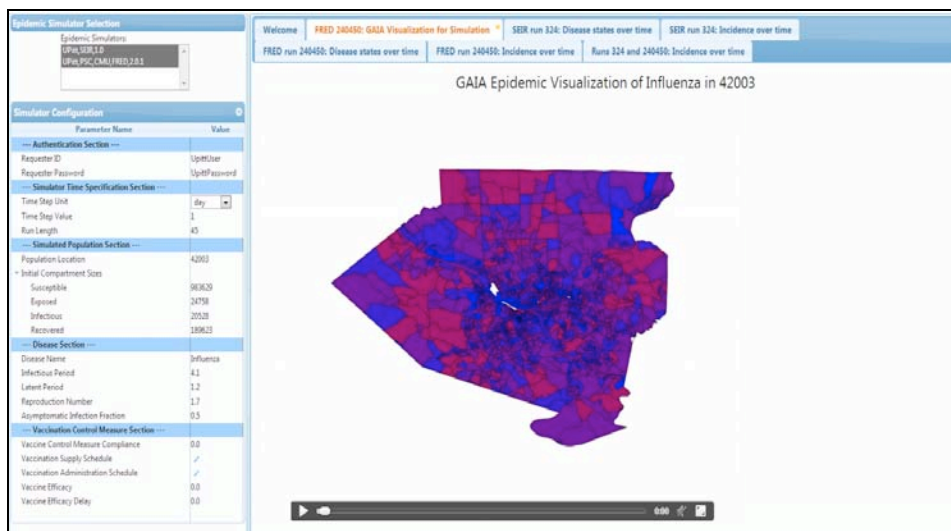 Epidemic Simulator Selection
Epidemic Simulators:
UPitt,SEIR,1.0
UPitt,PSC,CMU,FRED,2.0.1
Simulator Configuration
Parameter Name Value
--- Authentication Section ---
Requester ID UpittUser
Requester Password UpittPassword
--- Simulator Time Specification Section ---
Time Step Unit day
Time Step Value 1
Run Length 45
--- Simulated Population Section ---
Population Location 42003
Initial Compartment Sizes
Susceptible 983629
Exposed 24758
Infectious 20528
Recovered 189623
--- Disease Section ---
Disease Name Influenza
Infectious Period 4.1
Latent Period 1.2
Reproduction Number 1.7
Asymptomatic Infection Fraction 0.5
--- Vaccination Control Measure Section ---
Vaccine Control Measure Compliance 0.0
Vaccination Supply Schedule
Vaccination Administration Schedule
Vaccine Efficacy 0.0
Vaccine Efficacy Delay 0.0
Welcome FRED 240450: GAIA Visualization for Simulation SEIR run 324: Disease states over time SEIR run 324: Incidence over time
FRED run 240450: Disease states over time FRED run 240450: Incidence over time Runs 324 and 240450: Incidence over time
GAIA Epidemic Visualization of Influenza in 42003
0:00